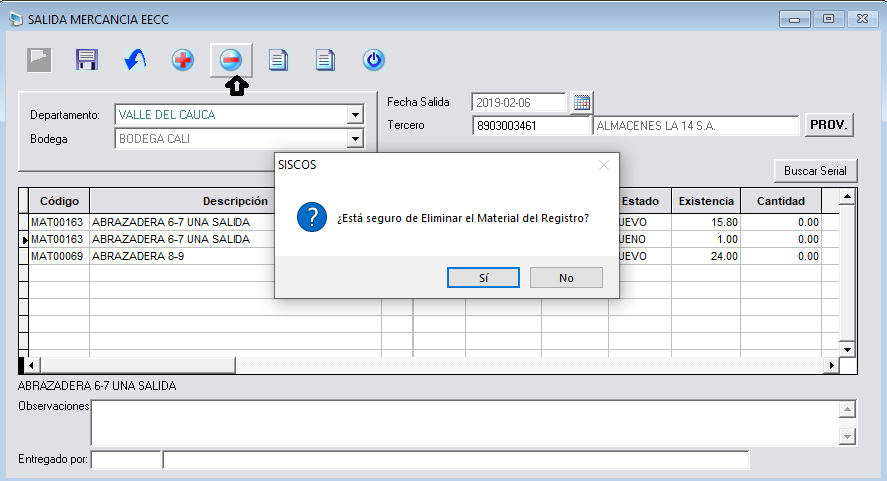 SALIDA MERCANCIA EECC
Departamento: VALLE DEL CAUCA
Bodega BODEGA CALI
Fecha Salida 2019-02-06
Tercero 8903003461 ALMACENES LA 14 S.A. PROV.
Buscar Serial
SISCOS
¿Está seguro de Eliminar el Material del Registro?
Sí No
Código Descripción Estado Existencia Cantidad
MAT00163 ABRAZADERA 6-7 UNA SALIDA UEVO 15.80 0.00
MAT00163 ABRAZADERA 6-7 UNA SALIDA UENO 1.00 0.00
MAT00069 ABRAZADERA 8-9 UEVO 24.00 0.00
ABRAZADERA 6-7 UNA SALIDA
Observaciones
Entregado por: